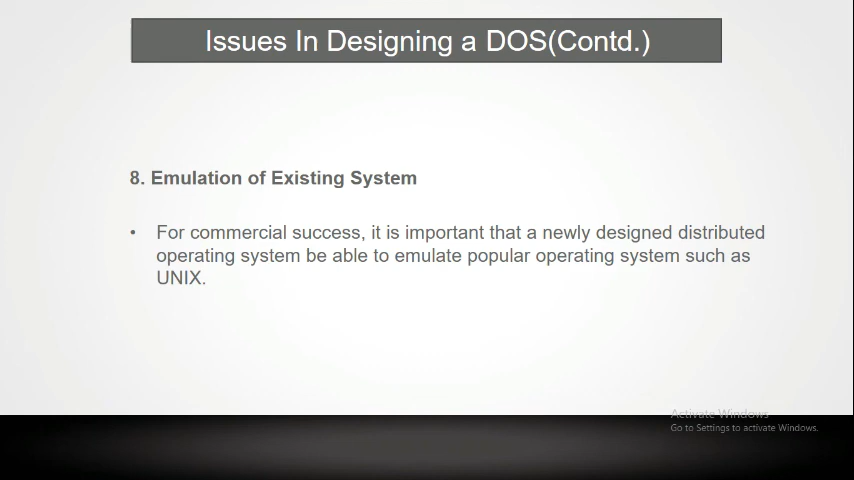 Issues In Designing a DOS(Contd.)
8. Emulation of Existing System
• For commercial success, it is important that a newly designed distributed
operating system be able to emulate popular operating system such as
UNIX.
Activate Windows
Go to Settings to activate Windows.